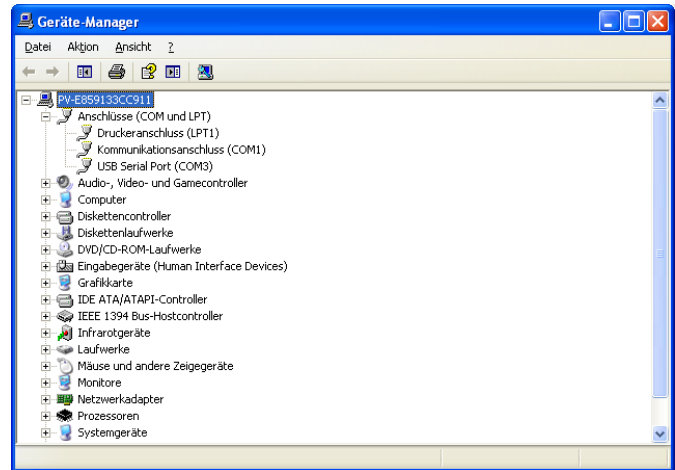 Geräte-Manager
Datei Aktion Ansicht ?
PV-E859133CC911
Anschlüsse (COM und LPT)
Druckeranschluss (LPT1)
Kommunikationsanschluss (COM1)
USB Serial Port (COM3)
Audio-, Video- und Gamecontroller
Computer
Diskettencontroller
Diskettenlaufwerke
DVD/CD-ROM-Laufwerke
Eingabegeräte (Human Interface Devices)
Grafikkarte
IDE ATA/ATAPI-Controller
IEEE 1394 Bus-Hostcontroller
Infrarotgeräte
Laufwerke
Mäuse und andere Zeigegeräte
Monitore
Netzwerkadapter
Prozessoren
Systemgeräte